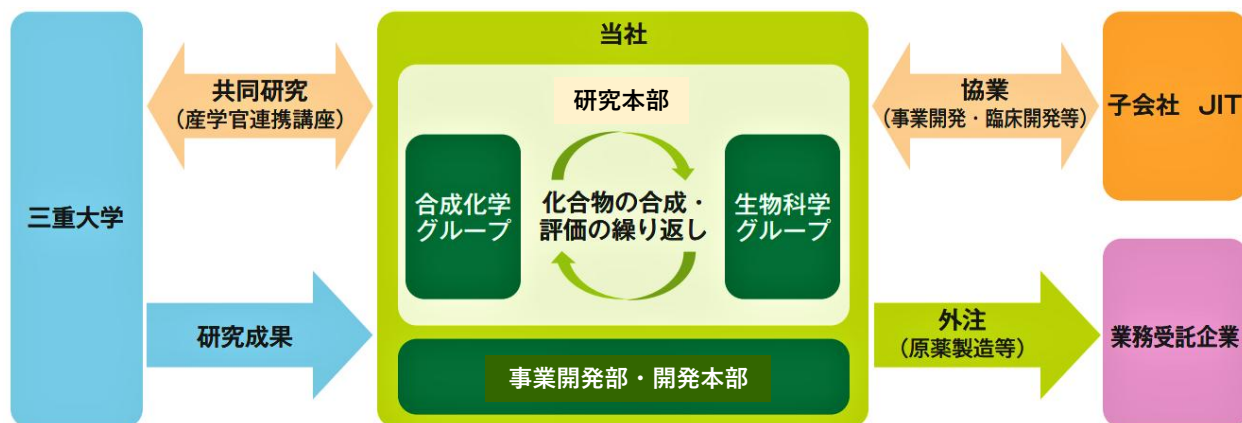 三重大学
共同研究
（産学官連携講座）
研究成果
当社
研究本部
合成化学
グループ
化合物の合成・
評価の繰り返し
生物科学
グループ
事業開発部・開発本部
協業
（事業開発・臨床開発等）
子会社　JIT
外注
（原薬製造等）
業務受託企業